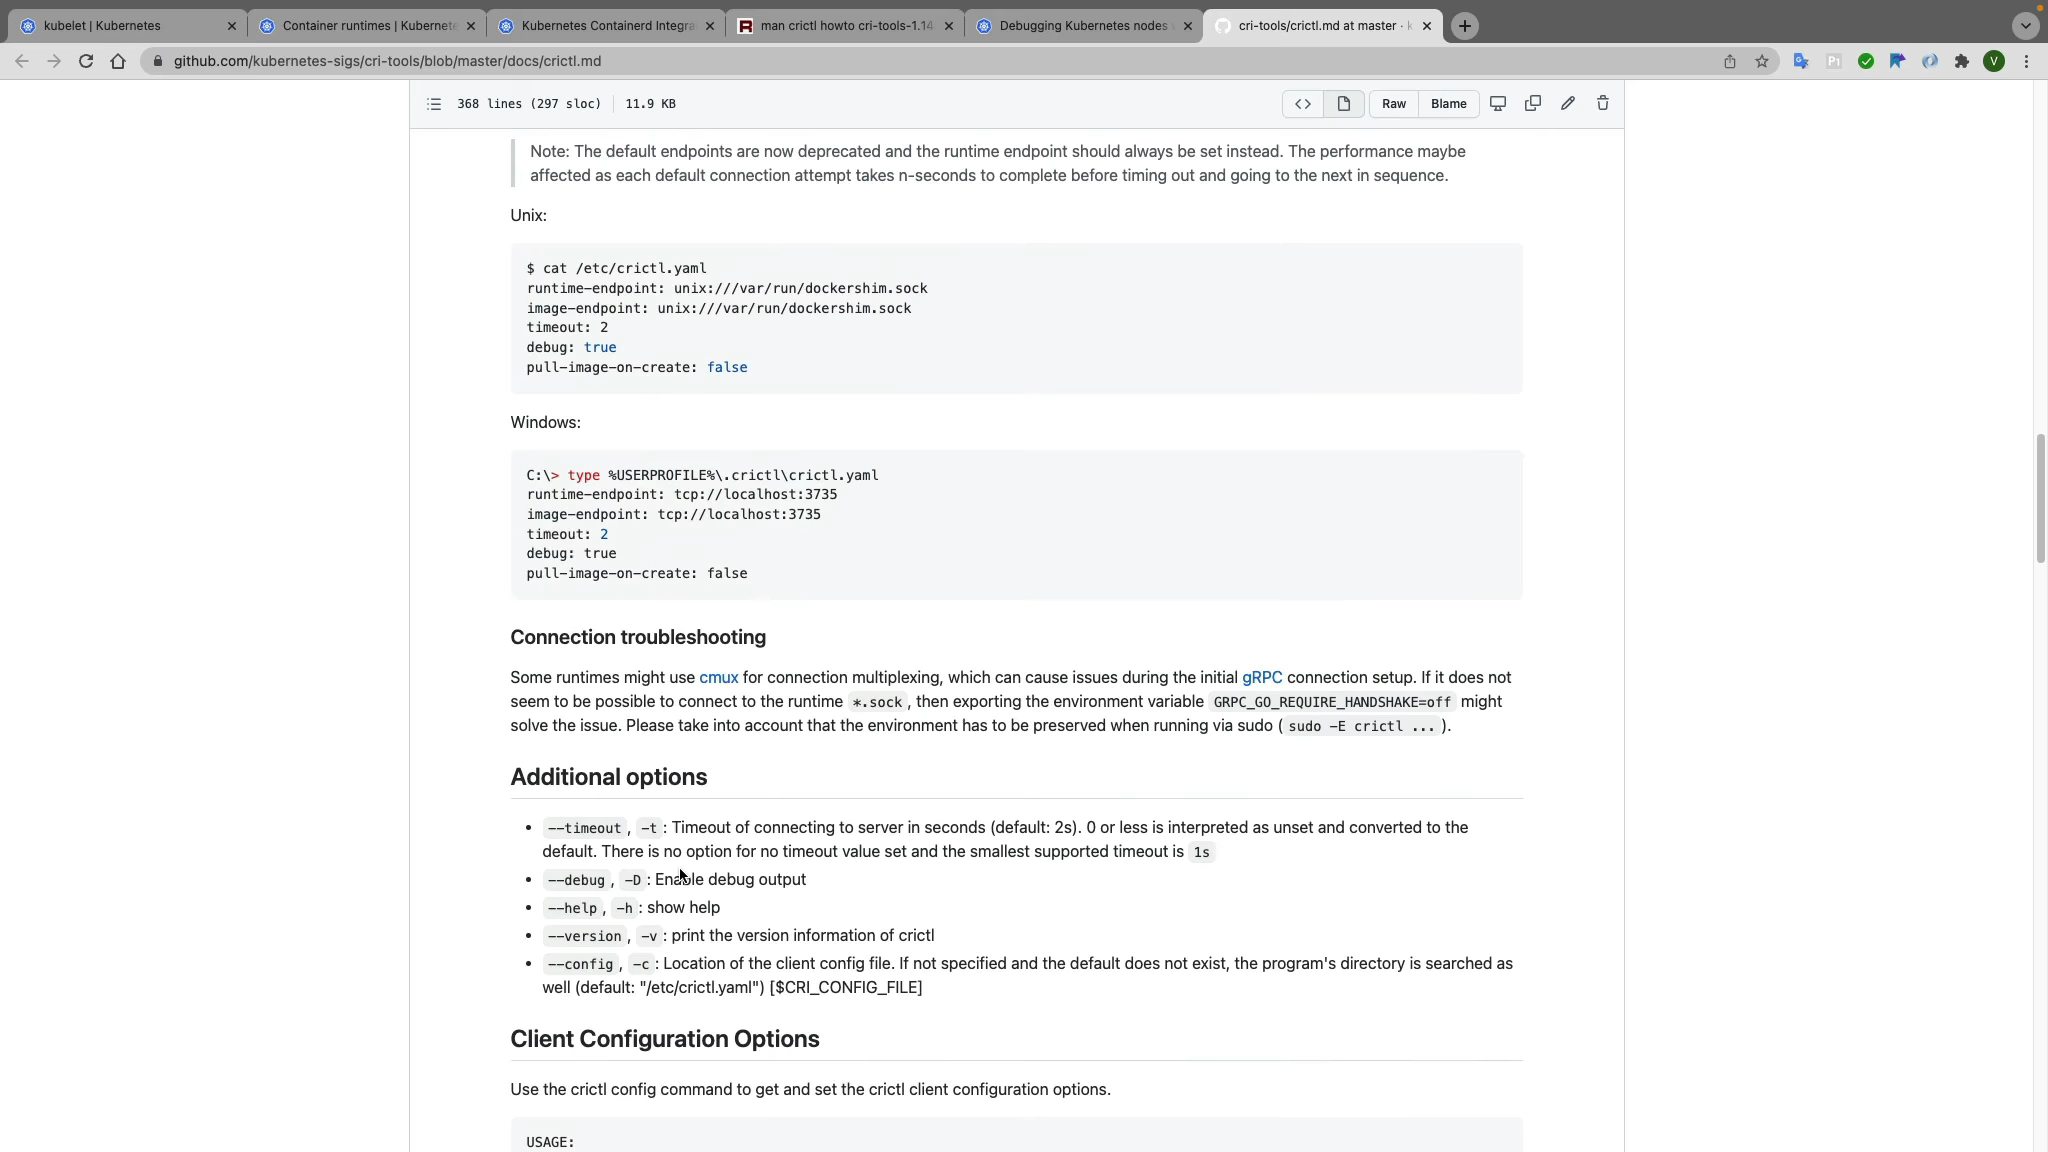 kubelet | Kubernetes
Container runtimes | Kubernete
Kubernetes Containerd Integra
man crictl howto cri-tools-1.14
Debugging Kubernetes nodes
cri-tools/crictl.md at master · k
github.com/kubernetes-sigs/cri-tools/blob/master/docs/crictl.md
V
368 lines (297 sloc) 11.9 KB
Raw Blame
Note: The default endpoints are now deprecated and the runtime endpoint should always be set instead. The performance maybe
affected as each default connection attempt takes n-seconds to complete before timing out and going to the next in sequence.
Unix:
$ cat /etc/crictl.yaml
runtime-endpoint: unix:///var/run/dockershim.sock
image-endpoint: unix:///var/run/dockershim.sock
timeout: 2
debug: true
pull-image-on-create: false
Windows:
C:\> type %USERPROFILE%\.crictl\crictl.yaml
runtime-endpoint: tcp://localhost:3735
image-endpoint: tcp://localhost:3735
timeout: 2
debug: true
pull-image-on-create: false
Connection troubleshooting
Some runtimes might use cmux for connection multiplexing, which can cause issues during the initial gRPC connection setup. If it does not
seem to be possible to connect to the runtime *.sock , then exporting the environment variable GRPC_GO_REQUIRE_HANDSHAKE=off might
solve the issue. Please take into account that the environment has to be preserved when running via sudo ( sudo -E crictl ... ).
Additional options
• --timeout , -t : Timeout of connecting to server in seconds (default: 2s). 0 or less is interpreted as unset and converted to the
default. There is no option for no timeout value set and the smallest supported timeout is 1s
• --debug , -D : Enable debug output
• --help , -h : show help
• --version , -v : print the version information of crictl
• --config , -c : Location of the client config file. If not specified and the default does not exist, the program's directory is searched as
well (default: "/etc/crictl.yaml") [$CRI_CONFIG_FILE]
Client Configuration Options
Use the crictl config command to get and set the crictl client configuration options.
USAGE: